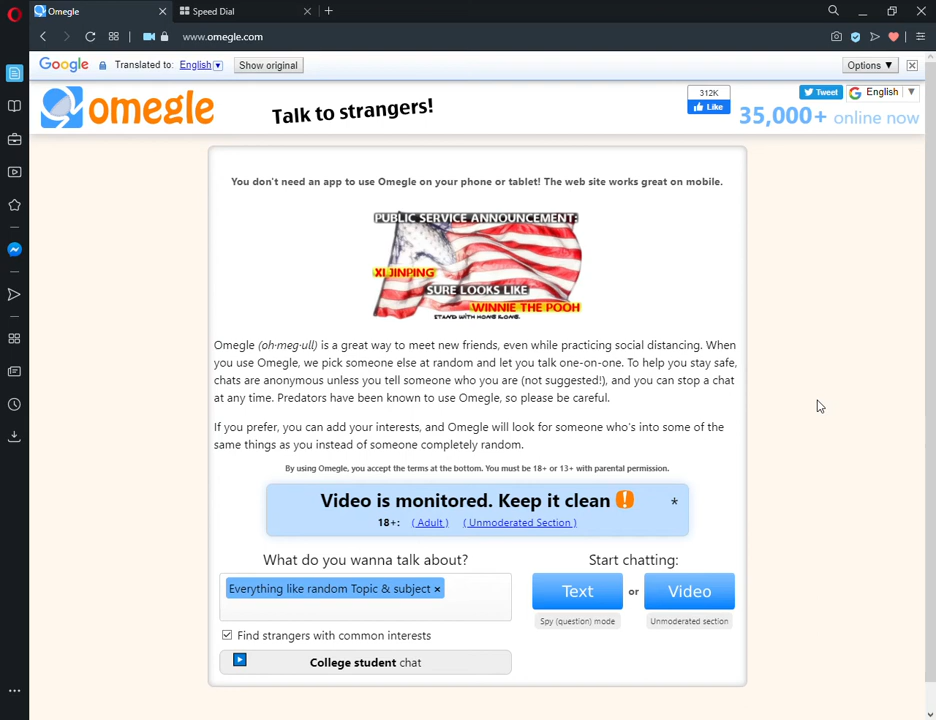 Omegle
Speed Dial
www.omegle.com
Google Translated to: English Show original Options
omegle Talk to strangers!
312K
Like
Tweet
English
35,000+ online now
You don't need an app to use Omegle on your phone or tablet! The web site works great on mobile.
PUBLIC SERVICE ANNOUNCEMENT:
XI JINPING
SURE LOOKS LIKE
WINNIE THE POOH
STAND WITH HONG KONG.
Omegle (oh·meg·ull) is a great way to meet new friends, even while practicing social distancing. When
you use Omegle, we pick someone else at random and let you talk one-on-one. To help you stay safe,
chats are anonymous unless you tell someone who you are (not suggested!), and you can stop a chat
at any time. Predators have been known to use Omegle, so please be careful.
If you prefer, you can add your interests, and Omegle will look for someone who's into some of the
same things as you instead of someone completely random.
By using Omegle, you accept the terms at the bottom. You must be 18+ or 13+ with parental permission.
Video is monitored. Keep it clean ! *
18+: ( Adult ) ( Unmoderated Section )
What do you wanna talk about?
Everything like random Topic & subject ×
Find strangers with common interests
College student chat
Start chatting:
Text or Video
Spy (question) mode
Unmoderated section